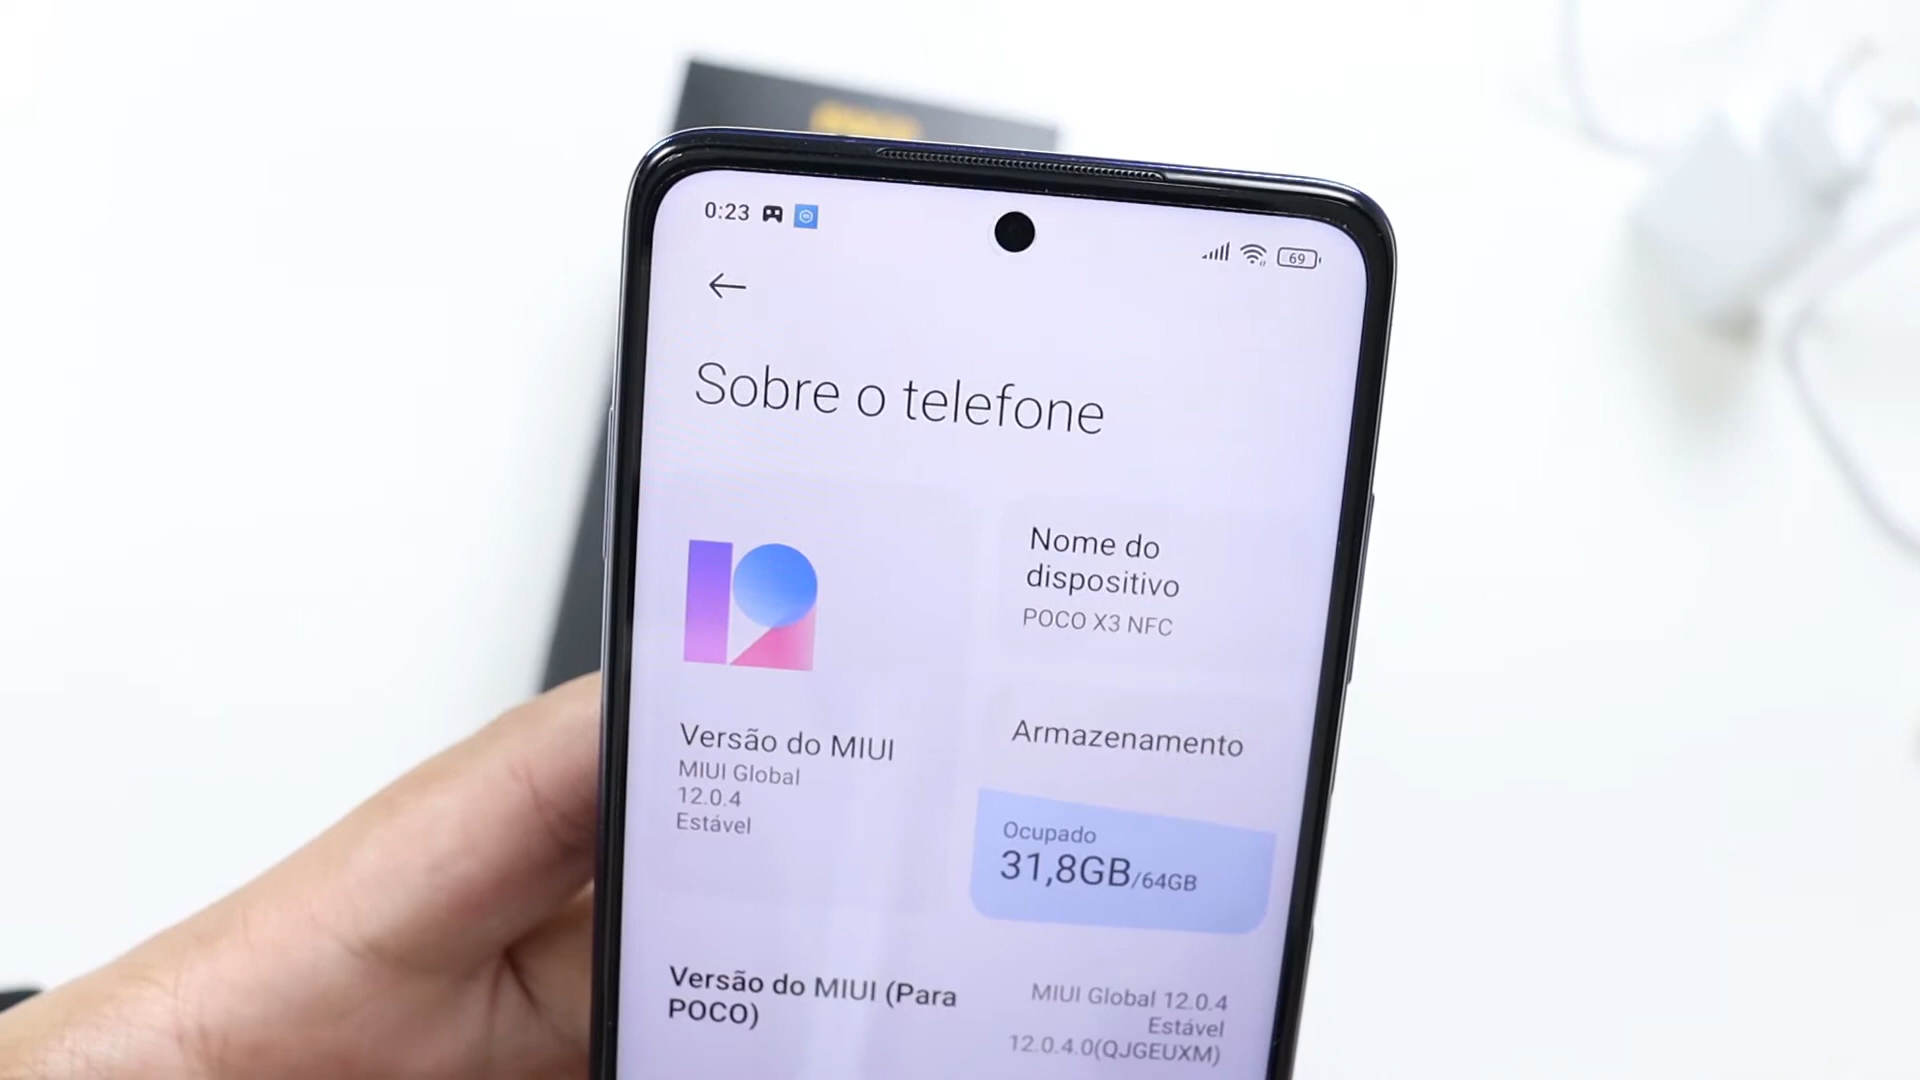 0:23
69
Sobre o telefone
Nome do
dispositivo
POCO X3 NFC
Versão do MIUI
MIUI Global
12.0.4
Estável
Armazenamento
Ocupado
31,8GB/64GB
Versão do MIUI (Para
POCO)
MIUI Global 12.0.4
Estável
12.0.4.0(QJGEUXM)